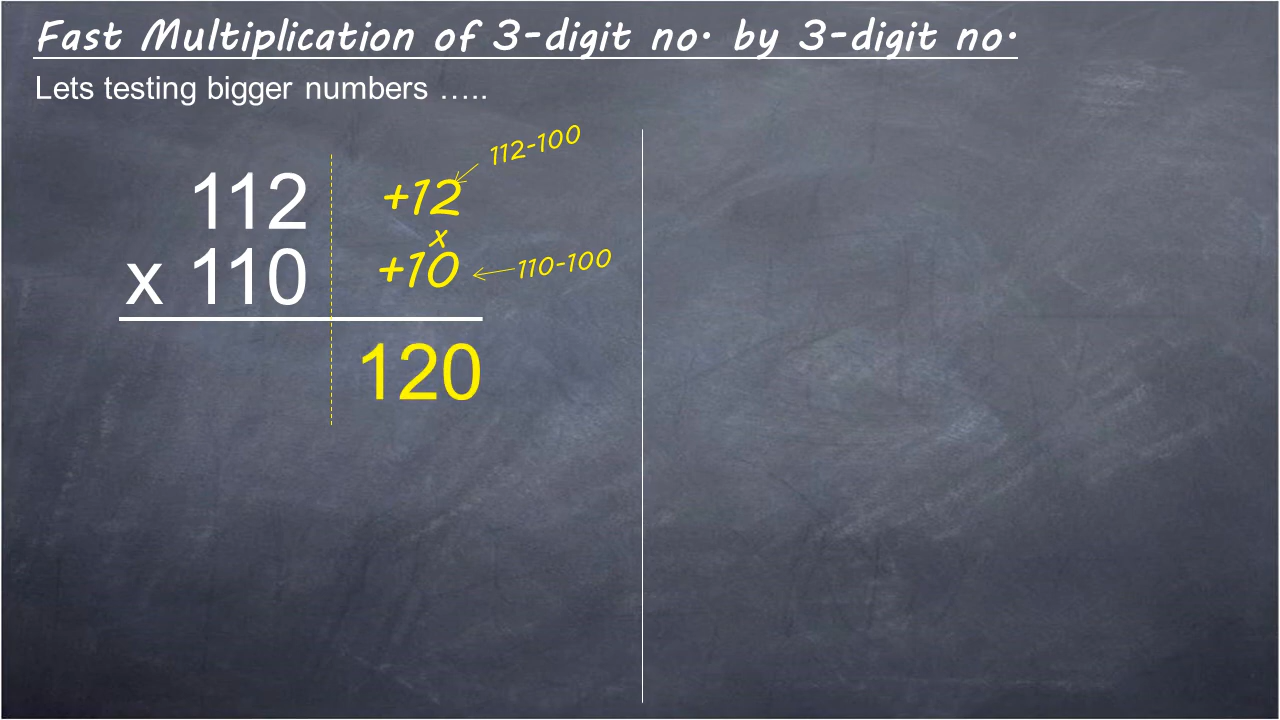 Fast Multiplication of 3-digit no. by 3-digit no.
Lets testing bigger numbers …..
112-100
112 +12
x
x 110 +10 110-100
120